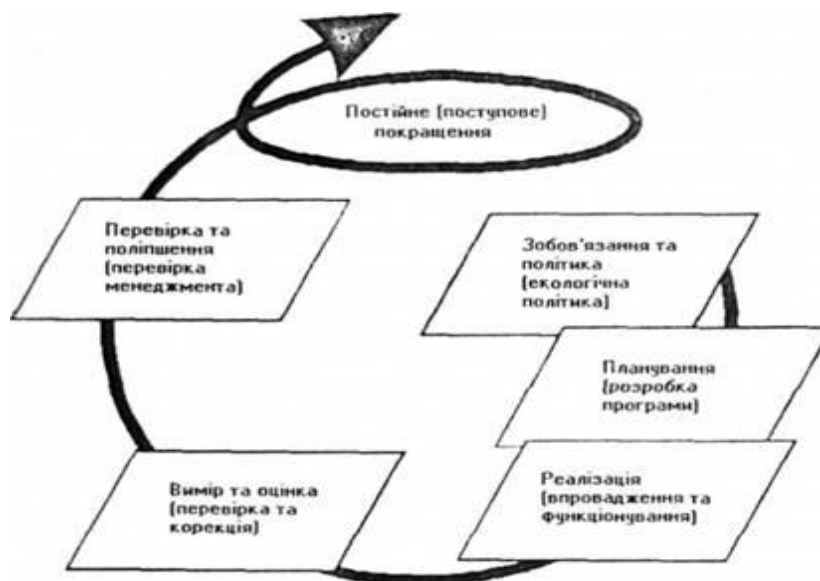 Постійне (поступове)
покращення
Перевірка та
поліпшення
(перевірка
менеджмента)
Зобов'язання та
політика
(екологічна
політика)
Планування
(розробка
програми)
Вимір та оцінка
(перевірка та
корекція)
Реалізація
(впровадження та
функціонування)